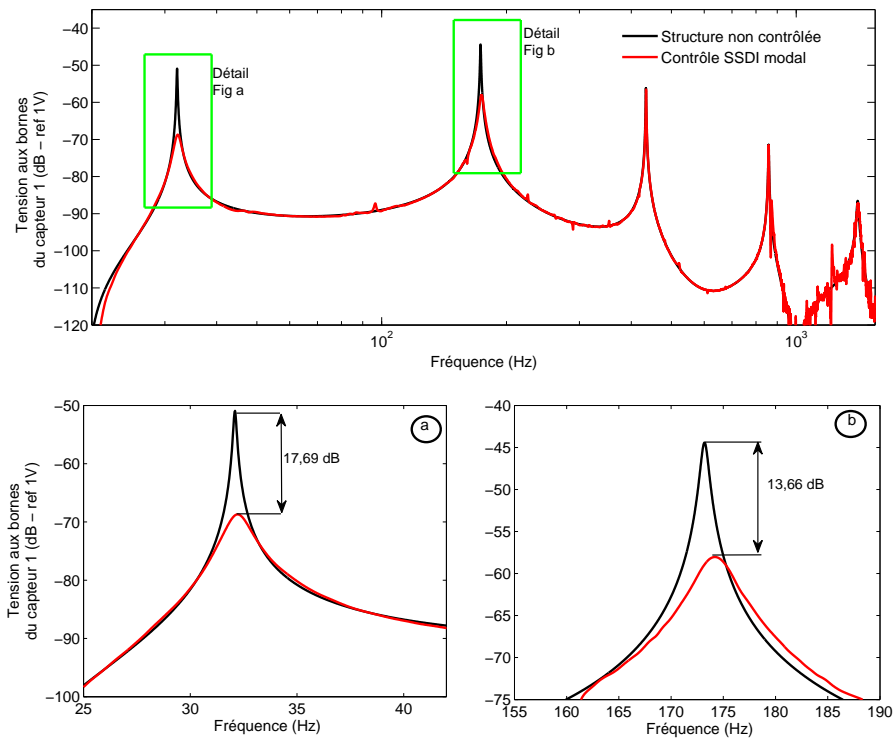 −40
−50
−60
−70
−80
−90
−100
−110
−120
Tension aux bornes
du capteur 1 (dB − ref 1V)
Détail
Fig a
Détail
Fig b
Structure non contrôlée
Contrôle SSDI modal
10²
10³
Fréquence (Hz)
−50
−60
−70
−80
−90
−100
Tension aux bornes
du capteur 1 (dB − ref 1V)
17,69 dB
a
25
30
35
40
Fréquence (Hz)
−40
−45
−50
−55
−60
−65
−70
−75
13,66 dB
b
155
160
165
170
175
180
185
190
Fréquence (Hz)